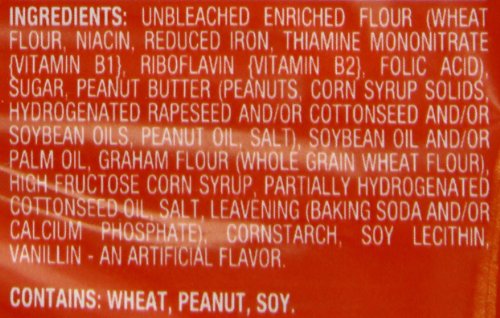 INGREDIENTS: UNBLEACHED ENRICHED FLOUR (WHEAT
FLOUR, NIACIN, REDUCED IRON, THIAMINE MONONITRATE
{VITAMIN B1}, RIBOFLAVIN {VITAMIN B2}, FOLIC ACID),
SUGAR, PEANUT BUTTER (PEANUTS, CORN SYRUP SOLIDS,
HYDROGENATED RAPESEED AND/OR COTTONSEED AND/OR
SOYBEAN OILS, PEANUT OIL, SALT), SOYBEAN OIL AND/OR
PALM OIL, GRAHAM FLOUR (WHOLE GRAIN WHEAT FLOUR),
HIGH FRUCTOSE CORN SYRUP, PARTIALLY HYDROGENATED
COTTONSEED OIL, SALT, LEAVENING (BAKING SODA AND/OR
CALCIUM PHOSPHATE), CORNSTARCH, SOY LECITHIN,
VANILLIN - AN ARTIFICIAL FLAVOR.
CONTAINS: WHEAT, PEANUT, SOY.